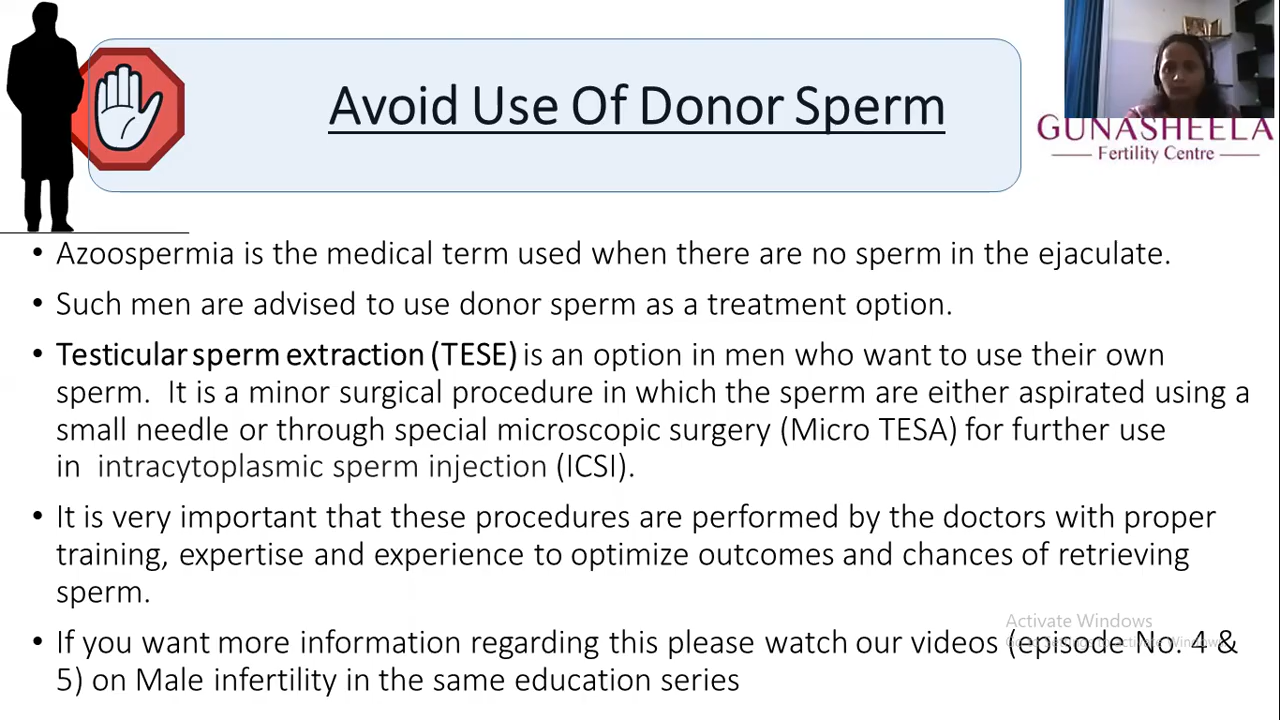 Avoid Use Of Donor Sperm
GUNASHEELA
Fertility Centre
• Azoospermia is the medical term used when there are no sperm in the ejaculate.
• Such men are advised to use donor sperm as a treatment option.
• Testicular sperm extraction (TESE) is an option in men who want to use their own
sperm. It is a minor surgical procedure in which the sperm are either aspirated using a
small needle or through special microscopic surgery (Micro TESA) for further use
in intracytoplasmic sperm injection (ICSI).
• It is very important that these procedures are performed by the doctors with proper
training, expertise and experience to optimize outcomes and chances of retrieving
sperm.
Activate Windows
• If you want more information regarding this please watch our videos (episode No. 4 &
5) on Male infertility in the same education series